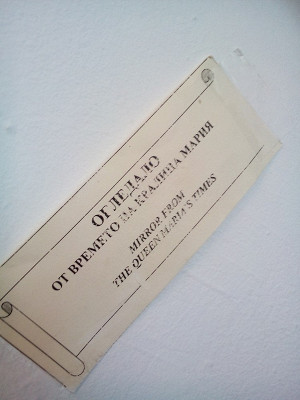 ОГЛЕДАЛО
ОТ ВРЕМЕТО НА КРАЛИЦА МАРИЯ
MIRROR FROM
THE QUEEN MARIA'S TIMES